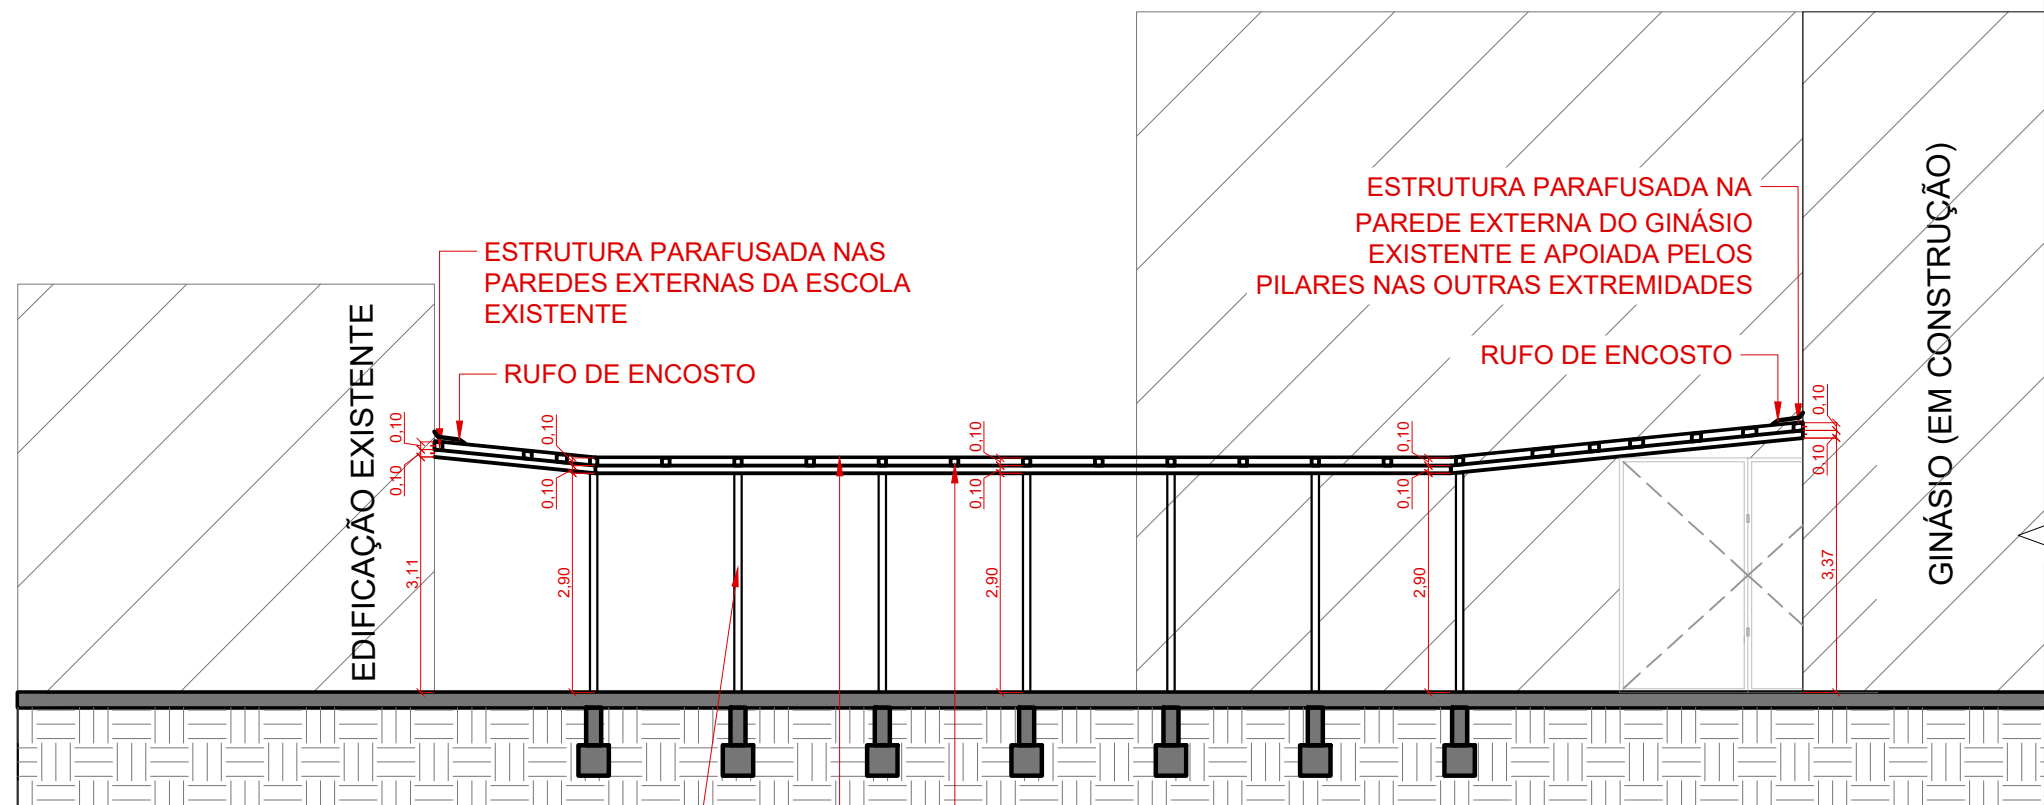 ESTRUTURA PARAFUSADA NA
PAREDE EXTERNA DO GINÁSIO
EXISTENTE E APOIADA PELOS
PILARES NAS OUTRAS EXTREMIDADES
ESTRUTURA PARAFUSADA NAS
PAREDES EXTERNAS DA ESCOLA
EXISTENTE
RUFO DE ENCOSTO
RUFO DE ENCOSTO
EDIFICAÇÃO EXISTENTE
GINÁSIO (EM CONSTRUÇÃO)
0,10
0,10
0,10
0,10
0,10
0,10
0,10
0,10
0,10
0,10
3,11
2,90
2,90
2,90
3,37